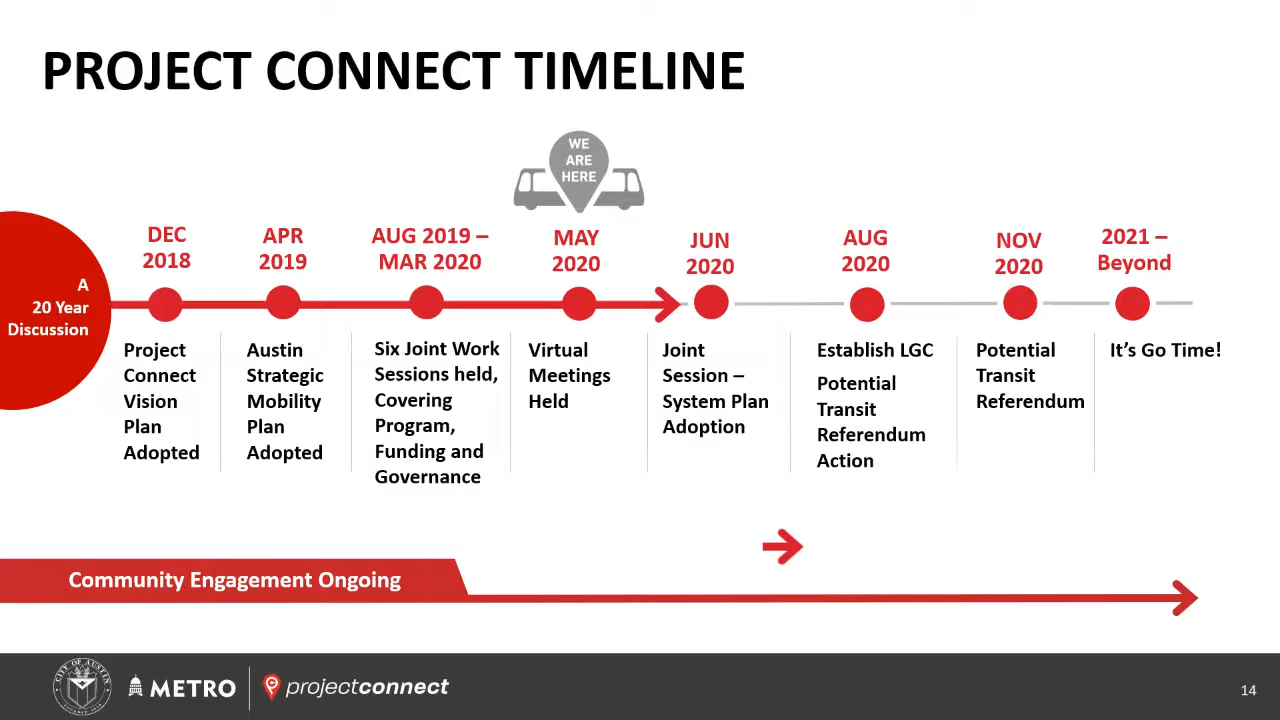 PROJECT CONNECT TIMELINE
WE
ARE
HERE
A
20 Year
Discussion
DEC
2018
Project
Connect
Vision
Plan
Adopted
APR
2019
Austin
Strategic
Mobility
Plan
Adopted
AUG 2019 –
MAR 2020
Six Joint Work
Sessions held,
Covering
Program,
Funding and
Governance
MAY
2020
Virtual
Meetings
Held
JUN
2020
Joint
Session –
System Plan
Adoption
AUG
2020
Establish LGC
Potential
Transit
Referendum
Action
NOV
2020
Potential
Transit
Referendum
2021 –
Beyond
It’s Go Time!
Community Engagement Ongoing
CITY OF AUSTIN
METRO
projectconnect
14